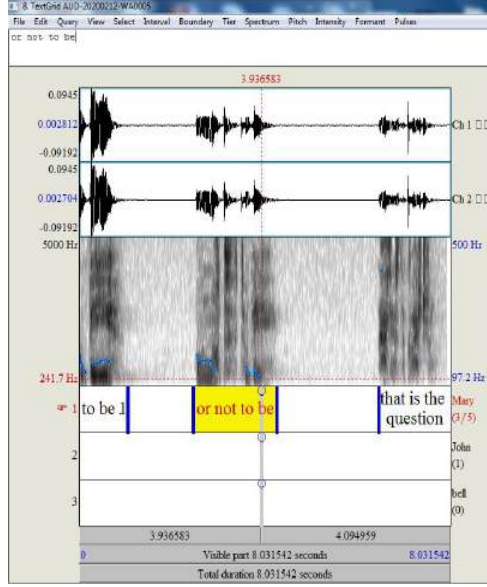 8. TextGrid AUD-20200212-WA0005
File Edit Query View Select Interval Boundary Tier Spectrum Pitch Intensity Formant Pulses
or not to be
3.936583
0.0945
0.002812
-0.09192
Ch 1
0.0945
0.002704
-0.09192
Ch 2
5000 Hz
500 Hz
241.7 Hz
97.2 Hz
☞ 1
to be 1
or not to be
that is the question
Mary
(3/5)
2
John
(1)
3
bell
(0)
3.936583
4.094959
0
Visible part 8.031542 seconds
8.031542
Total duration 8.031542 seconds